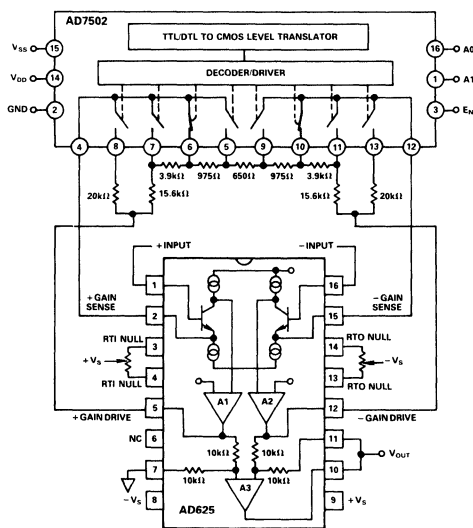 AD7502
TTL/DTL TO CMOS LEVEL TRANSLATOR
DECODER/DRIVER
VSS 15
VDD 14
GND 2
16 A0
1 A1
3 EN
4 8 7 6 5 9 10 11 13 12
3.9kΩ 975Ω 650Ω 975Ω 3.9kΩ
20kΩ 15.6kΩ 15.6kΩ 20kΩ
+INPUT –INPUT
1 16
+GAIN SENSE 2 15 –GAIN SENSE
RTI NULL 3 14 RTO NULL
+VS –VS
4 13
RTI NULL RTO NULL
A1 A2
5 12
+GAIN DRIVE –GAIN DRIVE
NC 6 10kΩ 10kΩ 11
VOUT
7 10kΩ 10kΩ 10
A3
–VS 8 9 +VS
AD625